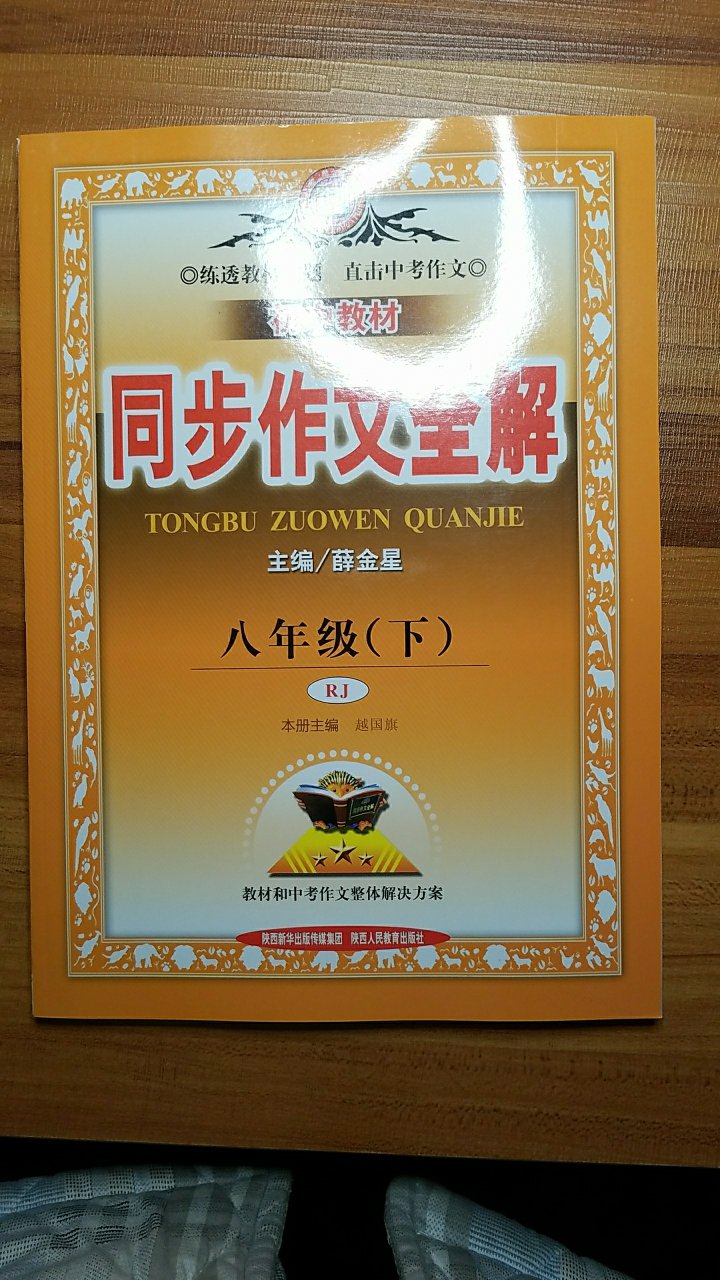 ◎练透教材 直击中考作文◎
教材
同步作文全解
TONGBU ZUOWEN QUANJIE
主编/薛金星
八年级(下)
RJ
本册主编 越国旗
教材和中考作文整体解决方案
陕西新华出版传媒集团 陕西人民教育出版社